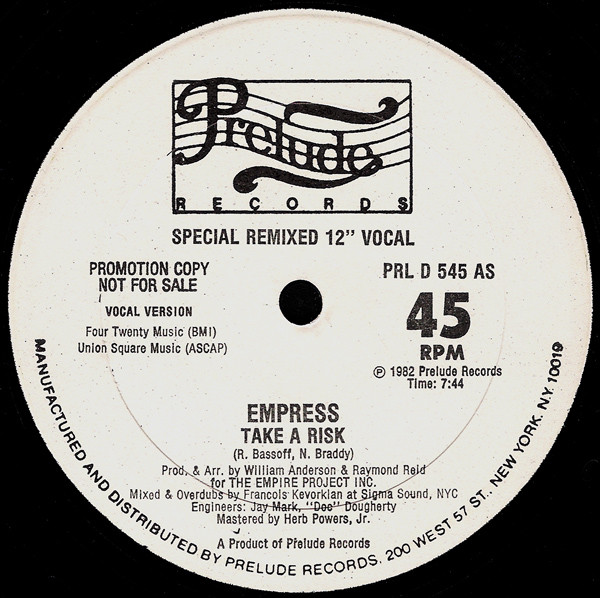 Prelude
RECORDS
SPECIAL REMIXED 12" VOCAL
PROMOTION COPY
NOT FOR SALE
VOCAL VERSION
Four Twenty Music (BMI)
Union Square Music (ASCAP)
PRL D 545 AS
45
RPM
℗ 1982 Prelude Records
Time: 7:44
EMPRESS
TAKE A RISK
(R. Bassoff, N. Braddy)
Prod. & Arr. by William Anderson & Raymond Reid
for THE EMPIRE PROJECT INC.
Mixed & Overdubs by Francois Kevorkian at Sigma Sound, NYC
Engineers: Jay Mark, "Doc" Dougherty
Mastered by Herb Powers, Jr.
A Product of Prelude Records
MANUFACTURED AND DISTRIBUTED BY PRELUDE RECORDS, 200 WEST 57 ST., NEW YORK. N.Y. 10019